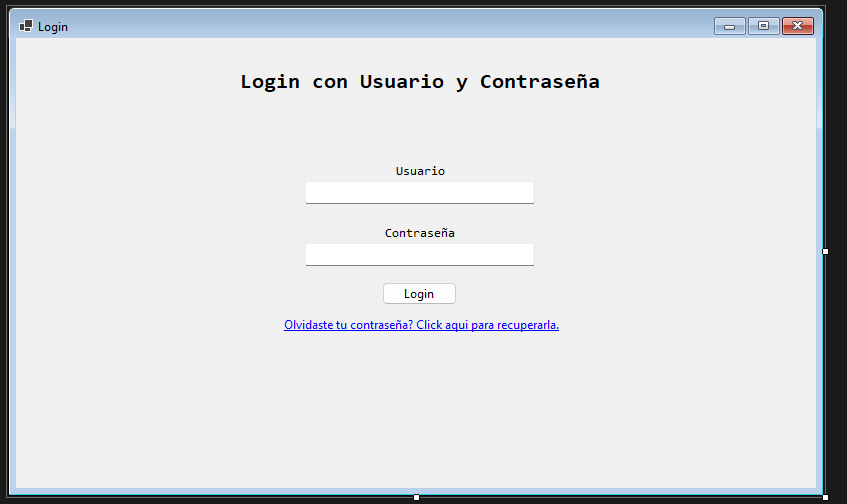 Login
Login con Usuario y Contraseña
Usuario
Contraseña
Login
Olvidaste tu contraseña? Click aqui para recuperarla.